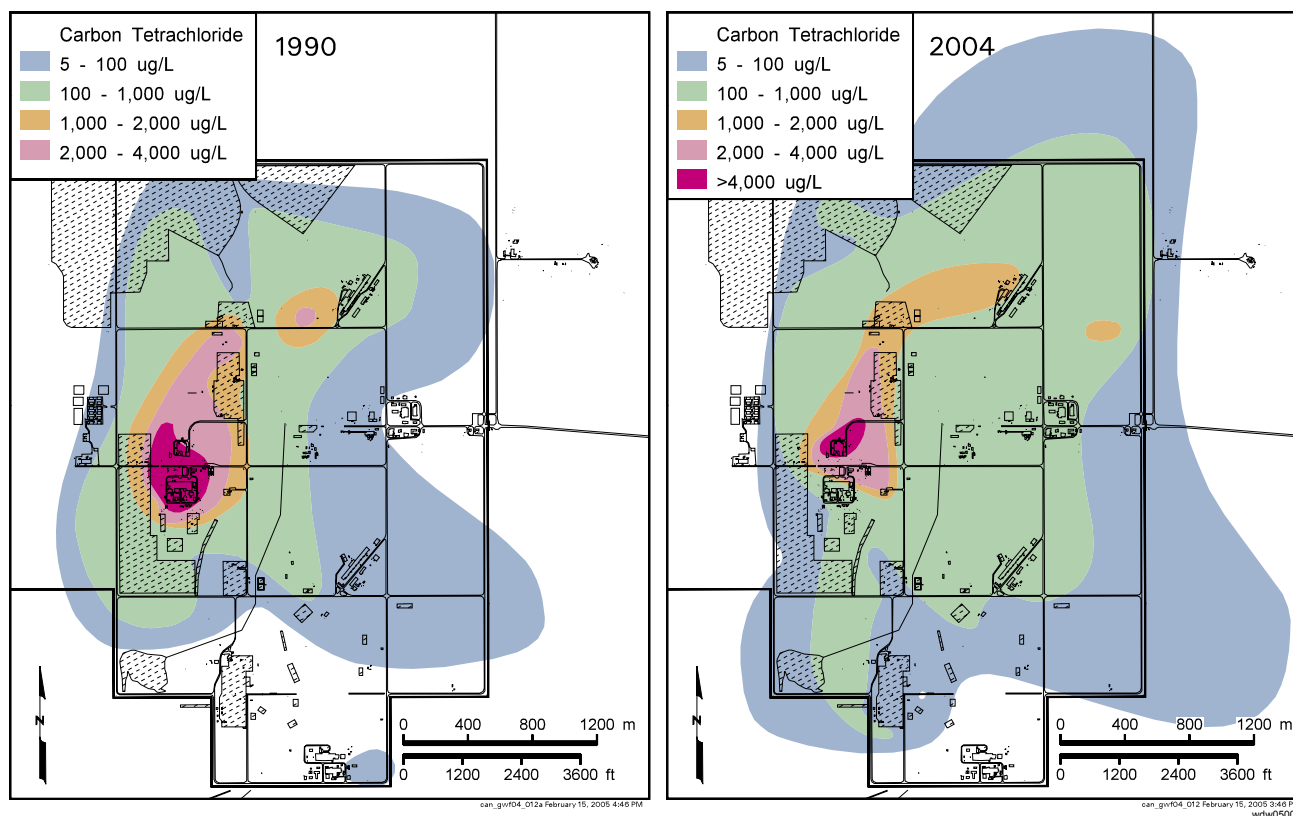 Carbon Tetrachloride
5 - 100 ug/L
100 - 1,000 ug/L
1,000 - 2,000 ug/L
2,000 - 4,000 ug/L
1990
N
0 400 800 1200 m
0 1200 2400 3600 ft
can_gwf04_012a February 15, 2005 4:46 PM
Carbon Tetrachloride
5 - 100 ug/L
100 - 1,000 ug/L
1,000 - 2,000 ug/L
2,000 - 4,000 ug/L
>4,000 ug/L
2004
N
0 400 800 1200 m
0 1200 2400 3600 ft
can_gwf04_012 February 15, 2005 3:46 P
wdw0500